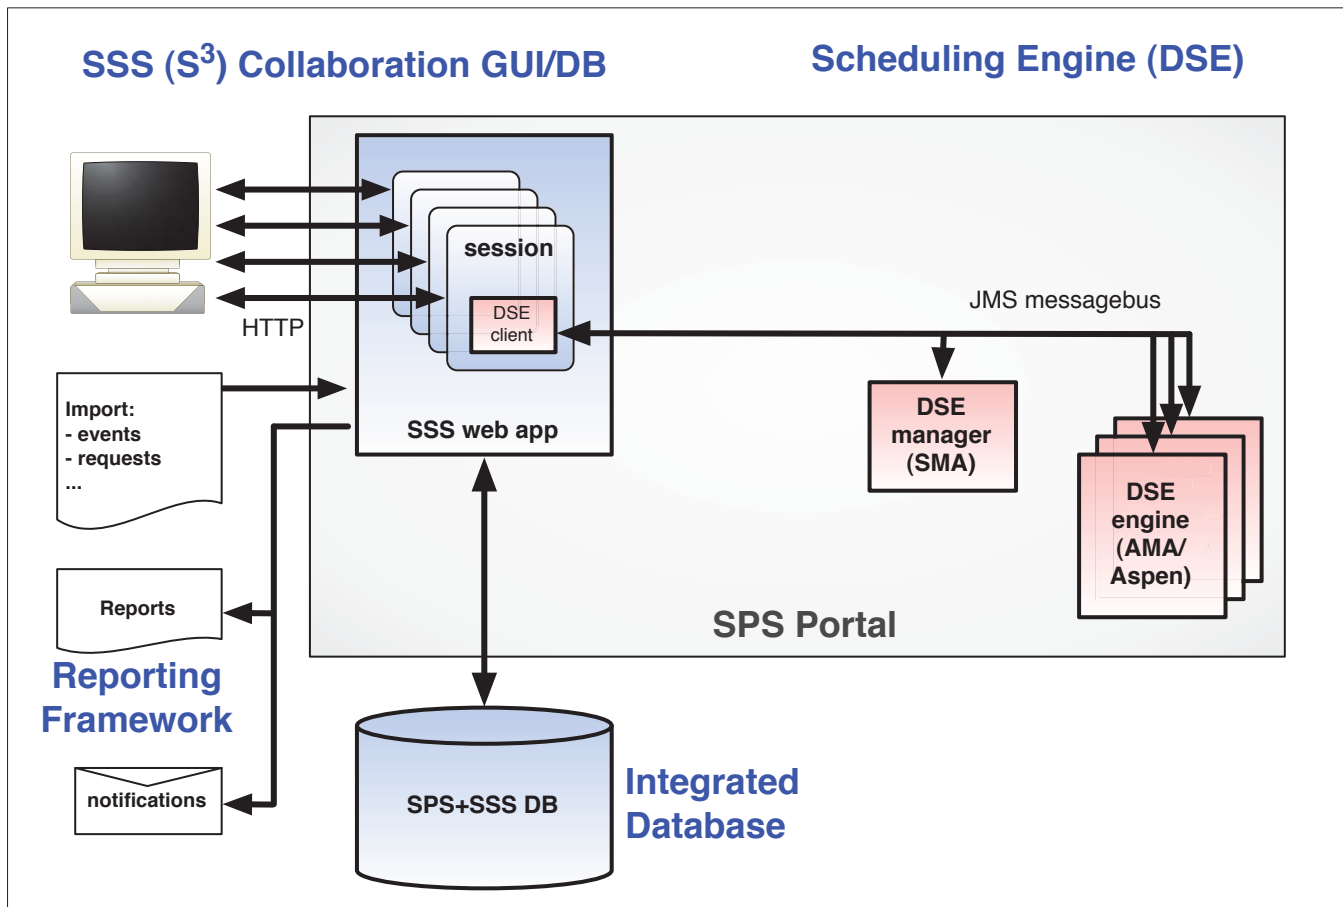 SSS (S3) Collaboration GUI/DB
Scheduling Engine (DSE)
session
DSE
client
HTTP
JMS messagebus
Import:
- events
- requests
...
SSS web app
DSE
manager
(SMA)
DSE
engine
(AMA/
Aspen)
Reports
SPS Portal
Reporting
Framework
notifications
SPS+SSS DB
Integrated
Database